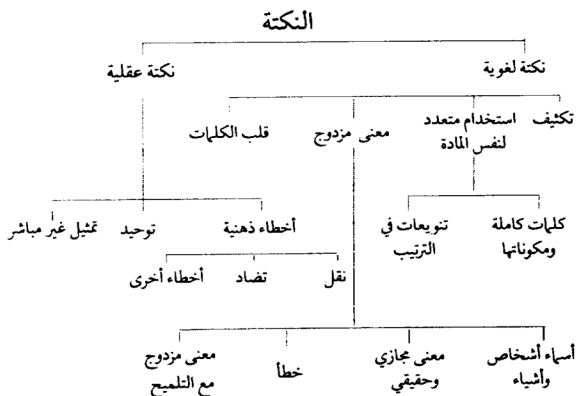 النكتة
نكتة لغوية
نكتة عقلية
تكثيف
استخدام متعدد
لنفس المادة
معنى مزدوج
قلب الكلمات
كلمات كاملة
ومكوناتها
تنويعات في
الترتيب
أخطاء ذهنية
توحيد
تمثيل غير مباشر
نقل
تضاد
أخطاء أخرى
أسماء أشخاص
وأشياء
معنى مجازي
وحقيقي
خطأ
معنى مزدوج
مع التلميح